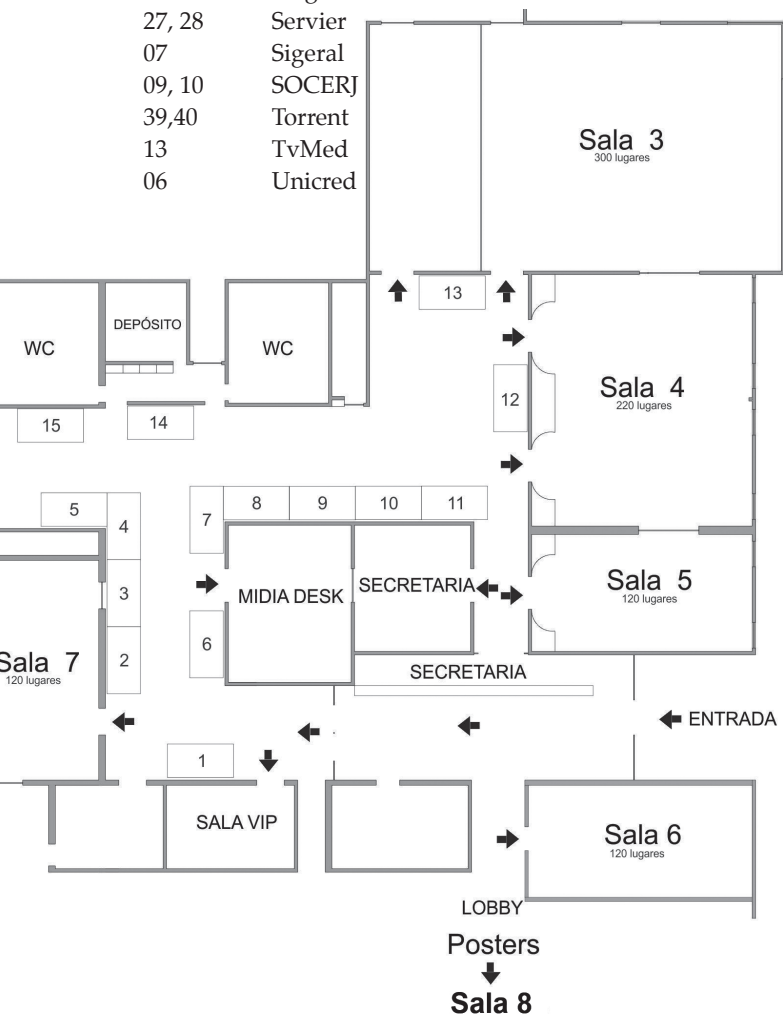 27, 28 Servier
07 Sigeral
09, 10 SOCERJ
39,40 Torrent
13 TvMed
06 Unicred
Sala 3
300 lugares
13
DEPÓSITO
WC
WC
Sala 4
220 lugares
12
15
14
5
4
7
8
9
10
11
3
MIDIA DESK
SECRETARIA
Sala 5
120 lugares
6
2
Sala 7
120 lugares
SECRETARIA
ENTRADA
1
SALA VIP
Sala 6
120 lugares
LOBBY
Posters
Sala 8